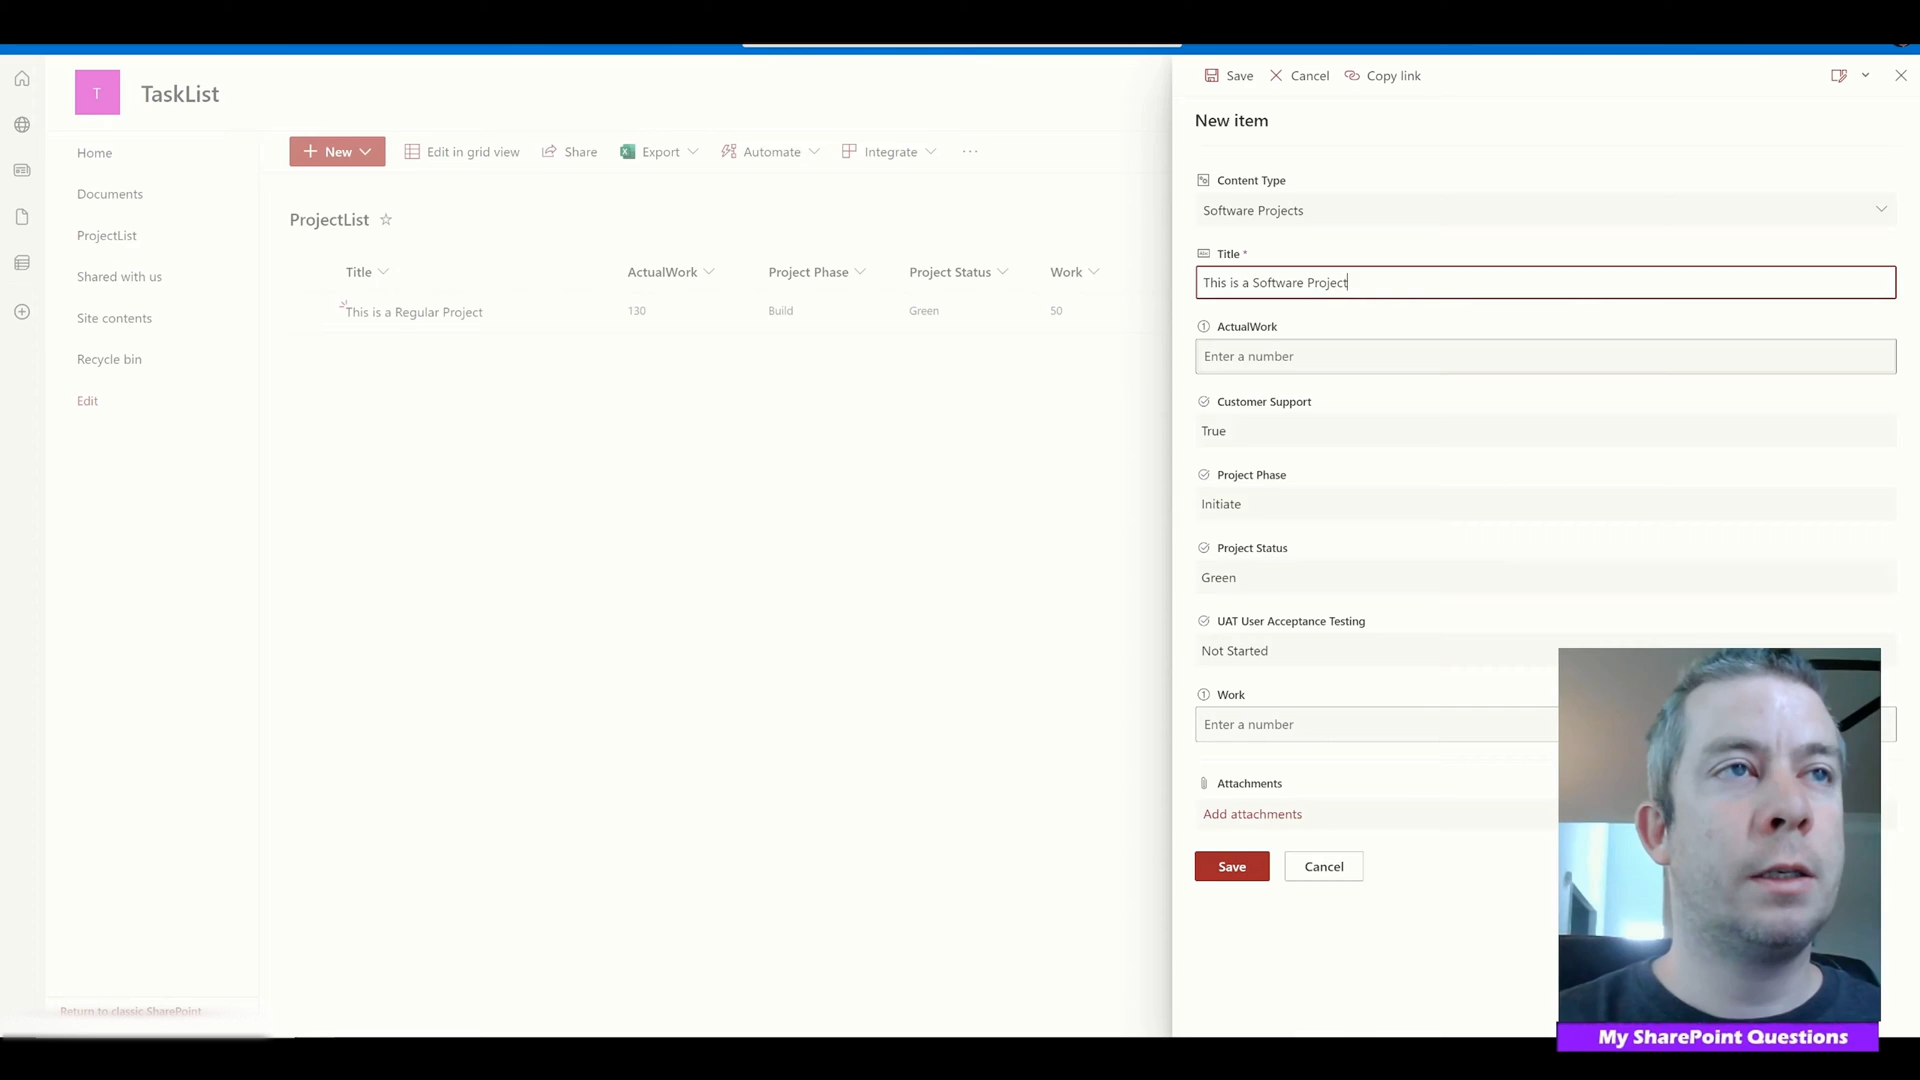 T
TaskList
Home
Documents
ProjectList
Shared with us
Site contents
Recycle bin
Edit
Return to classic SharePoint
New
Edit in grid view
Share
Export
Automate
Integrate
...
ProjectList
Title
ActualWork
Project Phase
Project Status
Work
This is a Regular Project
130
Build
Green
50
Save
Cancel
Copy link
New item
Content Type
Software Projects
Title *
This is a Software Project
ActualWork
Enter a number
Customer Support
True
Project Phase
Initiate
Project Status
Green
UAT User Acceptance Testing
Not Started
Work
Enter a number
Attachments
Add attachments
Save
Cancel
My SharePoint Questions